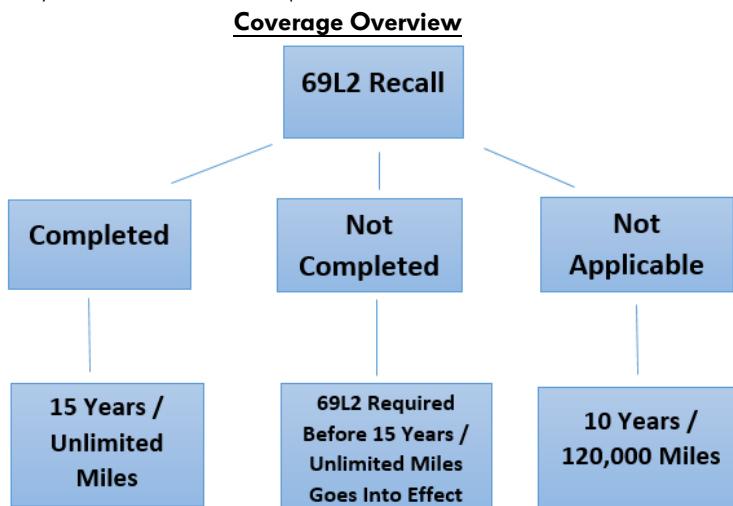 Coverage Overview
69L2 Recall
Completed
Not
Completed
Not
Applicable
15 Years /
Unlimited
Miles
69L2 Required
Before 15 Years /
Unlimited Miles
Goes Into Effect
10 Years /
120,000 Miles